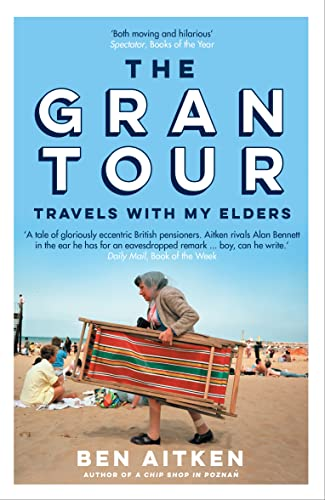 ‘Both moving and hilarious’
Spectator, Books of the Year
THE
GRAN
TOUR
TRAVELS WITH MY ELDERS
‘A tale of gloriously eccentric British pensioners. Aitken rivals Alan Bennett
in the ear he has for an eavesdropped remark ... boy, can he write.’
Daily Mail, Book of the Week
BEN AITKEN
AUTHOR OF A CHIP SHOP IN POZNAŃ